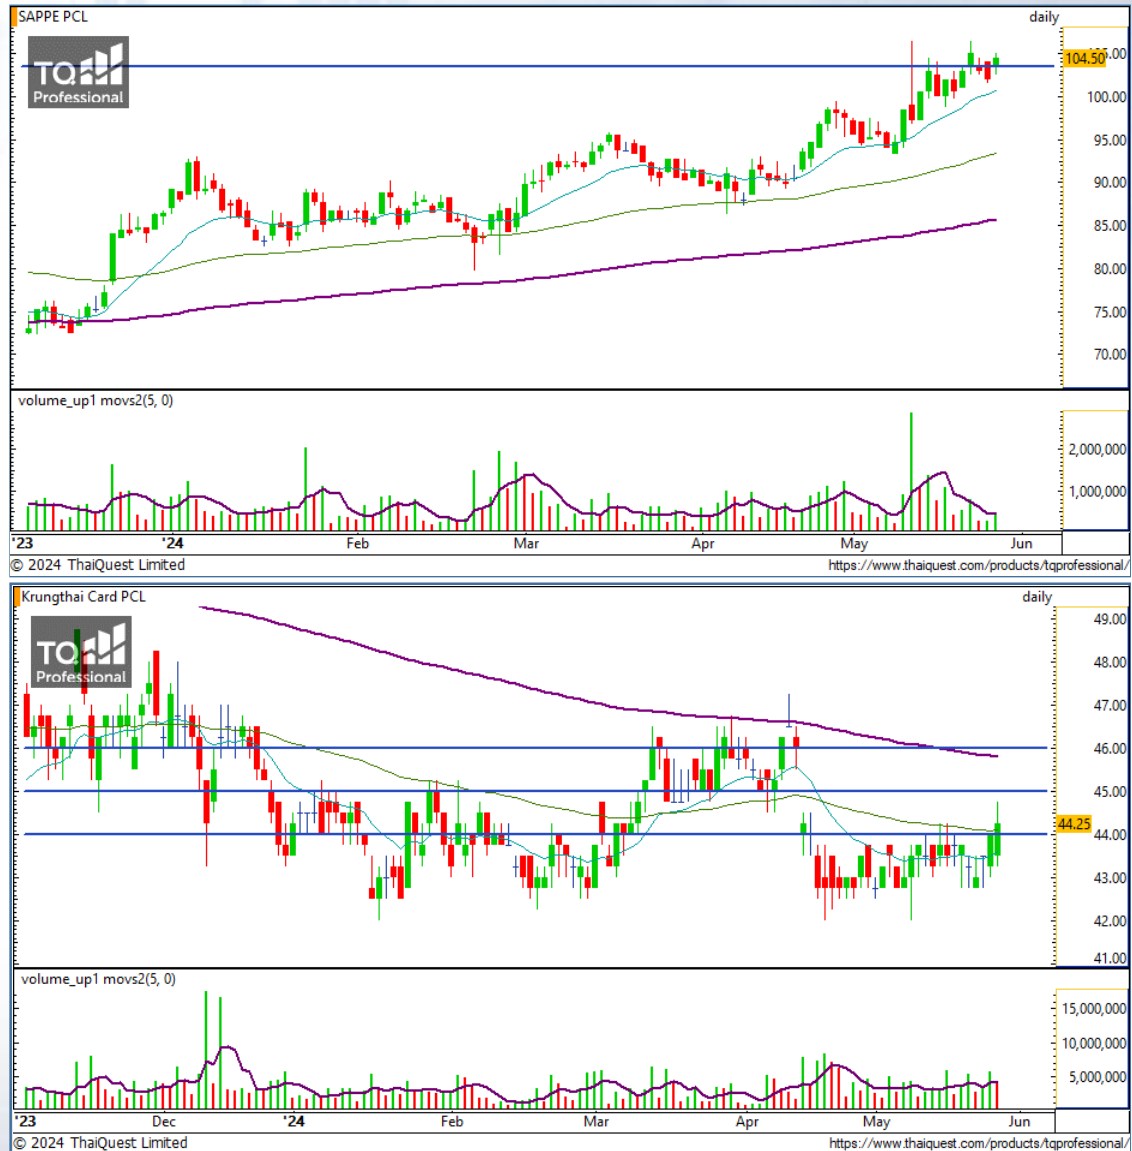 SAPPE PCL daily
TQ
Professional
105.00
104.50
100.00
95.00
90.00
85.00
80.00
75.00
70.00
volume_up1 movs2(5, 0)
2,000,000
1,000,000
'23 '24 Feb Mar Apr May Jun
© 2024 ThaiQuest Limited https://www.thaiquest.com/products/tqprofessional/
Krungthai Card PCL daily
TQ
Professional
49.00
48.00
47.00
46.00
45.00
44.25
44.00
43.00
42.00
41.00
volume_up1 movs2(5, 0)
15,000,000
10,000,000
5,000,000
'23 Dec '24 Feb Mar Apr May Jun
© 2024 ThaiQuest Limited https://www.thaiquest.com/products/tqprofessional/